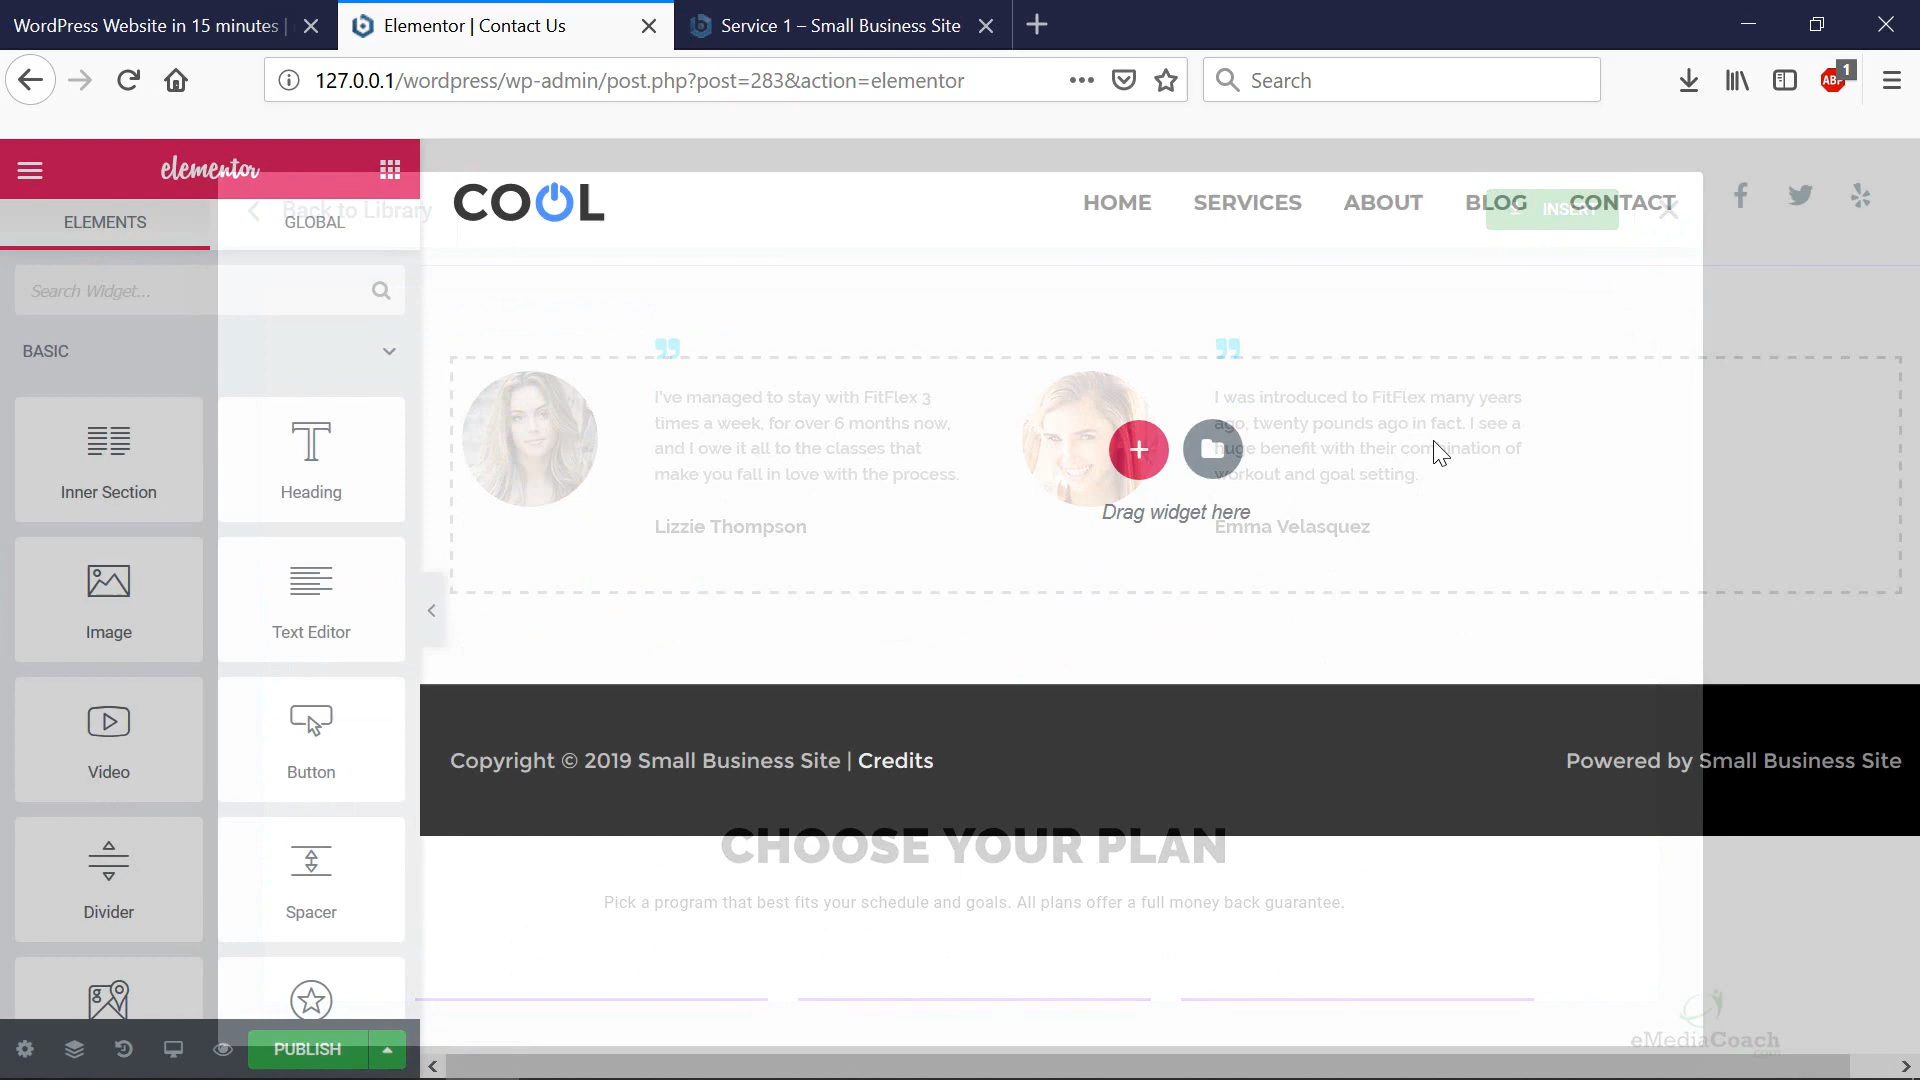 WordPress Website in 15 minutes |
Elementor | Contact Us
Service 1 – Small Business Site
127.0.0.1/wordpress/wp-admin/post.php?post=283&action=elementor
Search
ABP
1
elementor
ELEMENTS
GLOBAL
Back to Library
COOL
HOME
SERVICES
ABOUT
BLOG
CONTACT
INSERT
Search Widget...
BASIC
Inner Section
Heading
Image
Text Editor
Video
Button
Divider
Spacer
I've managed to stay with FitFlex 3
times a week, for over 6 months now,
and I owe it all to the classes that
make you fall in love with the process.
Lizzie Thompson
I was introduced to FitFlex many years
ago, twenty pounds ago in fact. I see a
huge benefit with their combination of
workout and goal setting.
Emma Velasquez
Drag widget here
Copyright © 2019 Small Business Site | Credits
Powered by Small Business Site
CHOOSE YOUR PLAN
Pick a program that best fits your schedule and goals. All plans offer a full money back guarantee.
PUBLISH
eMediaCoach
.com